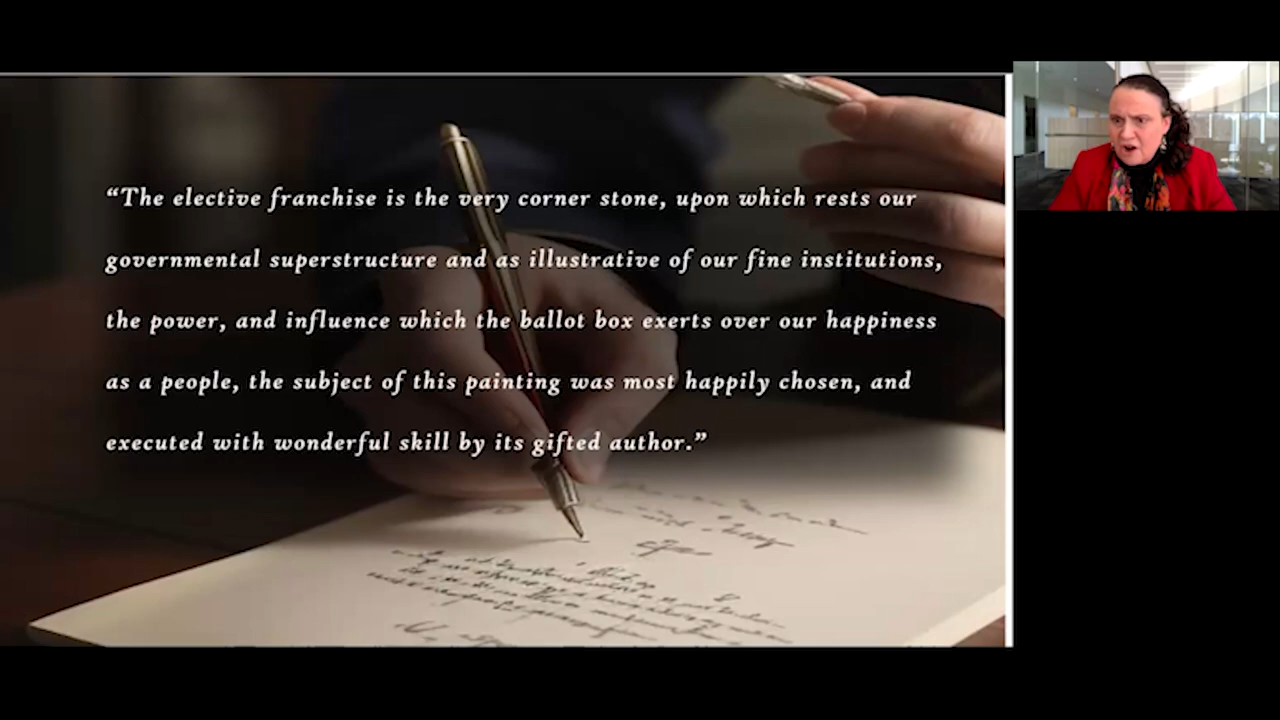 “The elective franchise is the very corner stone, upon which rests our
governmental superstructure and as illustrative of our fine institutions,
the power, and influence which the ballot box exerts over our happiness
as a people, the subject of this painting was most happily chosen, and
executed with wonderful skill by its gifted author.”